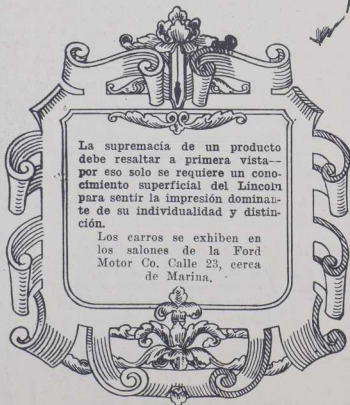 La supremacía de un producto
debe resaltar a primera vista--
por eso solo se requiere un cono-
cimiento superficial del Lincoln
para sentir la impresión dominan-
te de su individualidad y distin-
ción.
Los carros se exhiben en
los salones de la Ford
Motor Co. Calle 23, cerca
de Marina.